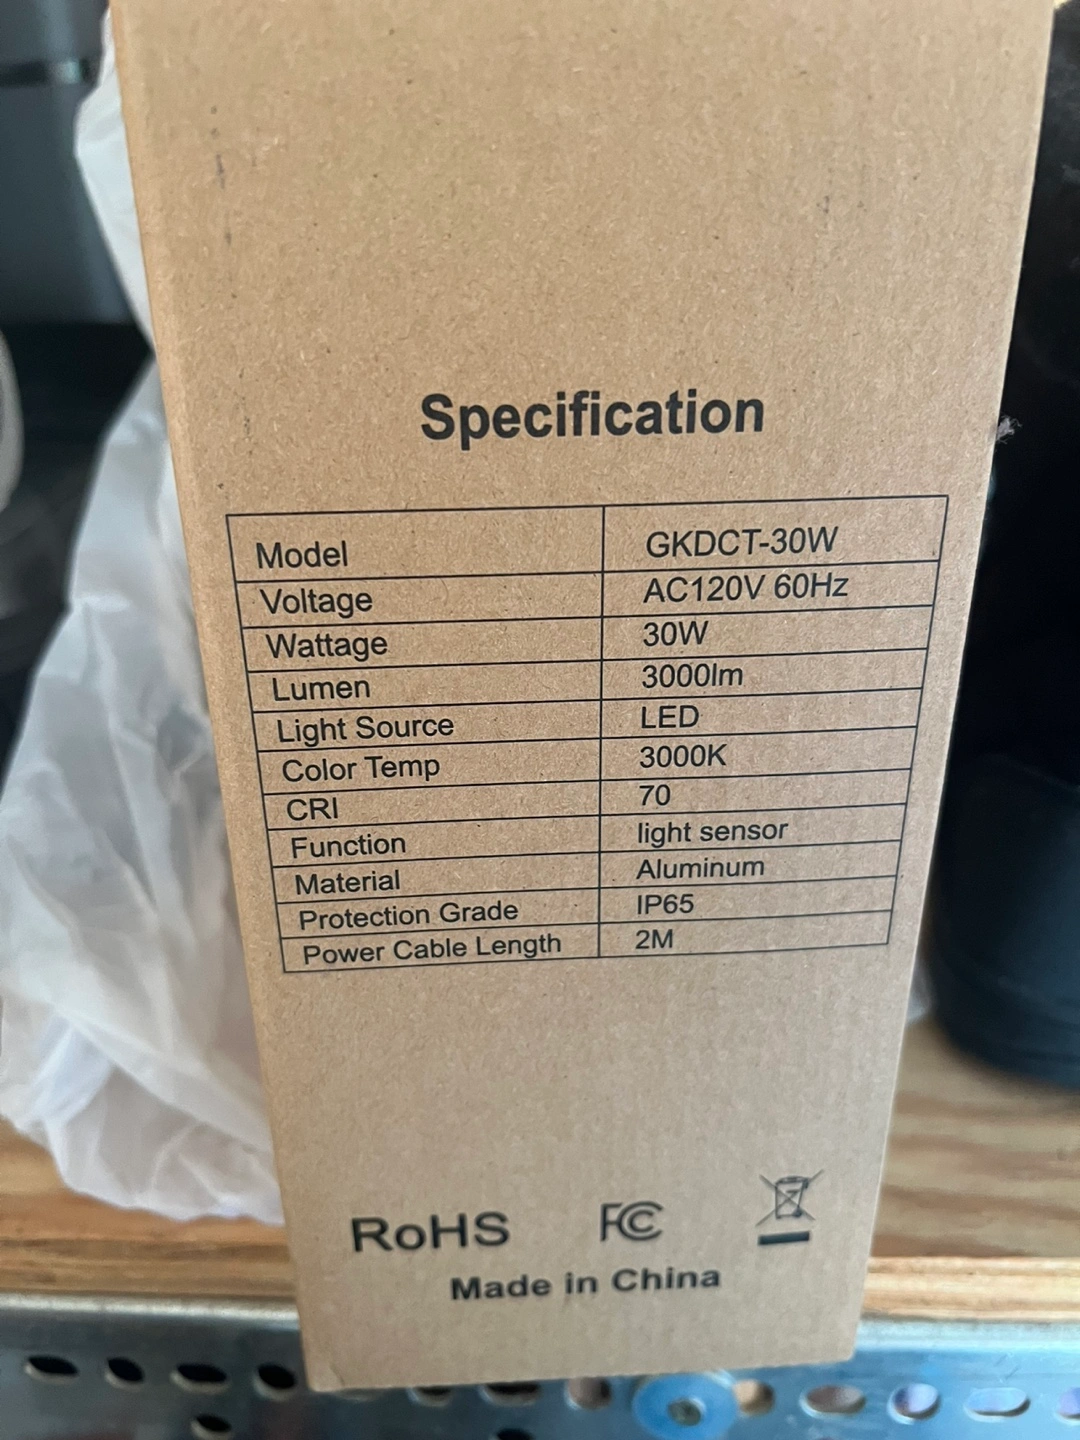 Specification
Model GKDCT-30W
Voltage AC120V 60Hz
Wattage 30W
Lumen 3000lm
Light Source LED
Color Temp 3000K
CRI 70
Function light sensor
Material Aluminum
Protection Grade IP65
Power Cable Length 2M
RoHS FC
Made in China